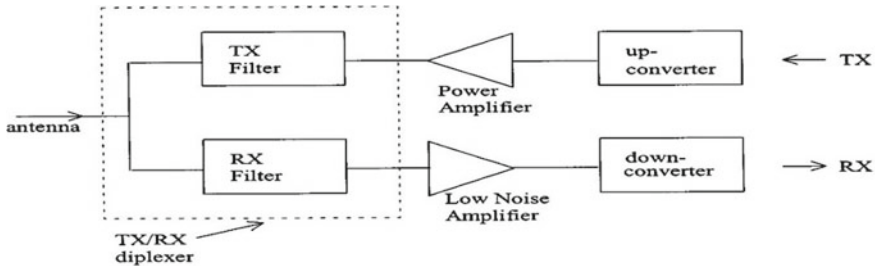 TX
Filter
up-
converter
TX
Power
Amplifier
antenna
RX
Filter
down-
converter
RX
Low Noise
Amplifier
TX/RX
diplexer